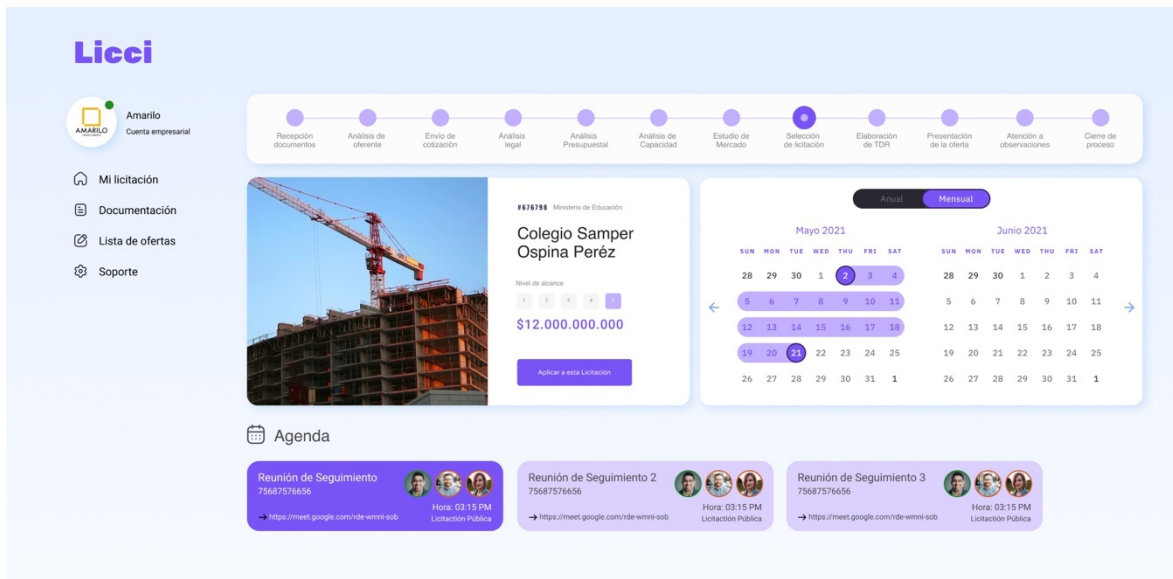 Licci
AMARILO
Amarilo
Cuenta empresarial
Mi licitación
Documentación
Lista de ofertas
Soporte
Recepción
documentos
Análisis de
oferente
Envio de
cotización
Análisis
legal
Análisis
Presupuestal
Análisis de
Capacidad
Estudio de
Mercado
Selección
de licitación
Elaboración
de TDR
Presentación
de la oferta
Atención a
observaciones
Cierre de
proceso
#676798 Ministerio de Educación
Colegio Samper
Ospina Peréz
Nivel de alcance
1 2 3 4 5
$12.000.000.000
Aplicar a esta Licitación
Anual Mensual
Mayo 2021
SUN MON TUE WED THU FRI SAT
28 29 30 1 2 3 4
5 6 7 8 9 10 11
12 13 14 15 16 17 18
19 20 21 22 23 24 25
26 27 28 29 30 31 1
Junio 2021
SUN MON TUE WED THU FRI SAT
28 29 30 1 2 3 4
5 6 7 8 9 10 11
12 13 14 15 16 17 18
19 20 21 22 23 24 25
26 27 28 29 30 31 1
Agenda
Reunión de Seguimiento
75687576656
Hora: 03:15 PM
→ https://meet.google.com/rde-wmni-sob
Licitactión Pública
Reunión de Seguimiento 2
75687576656
Hora: 03:15 PM
→ https://meet.google.com/rde-wmni-sob
Licitactión Pública
Reunión de Seguimiento 3
75687576656
Hora: 03:15 PM
→ https://meet.google.com/rde-wmni-sob
Licitactión Pública